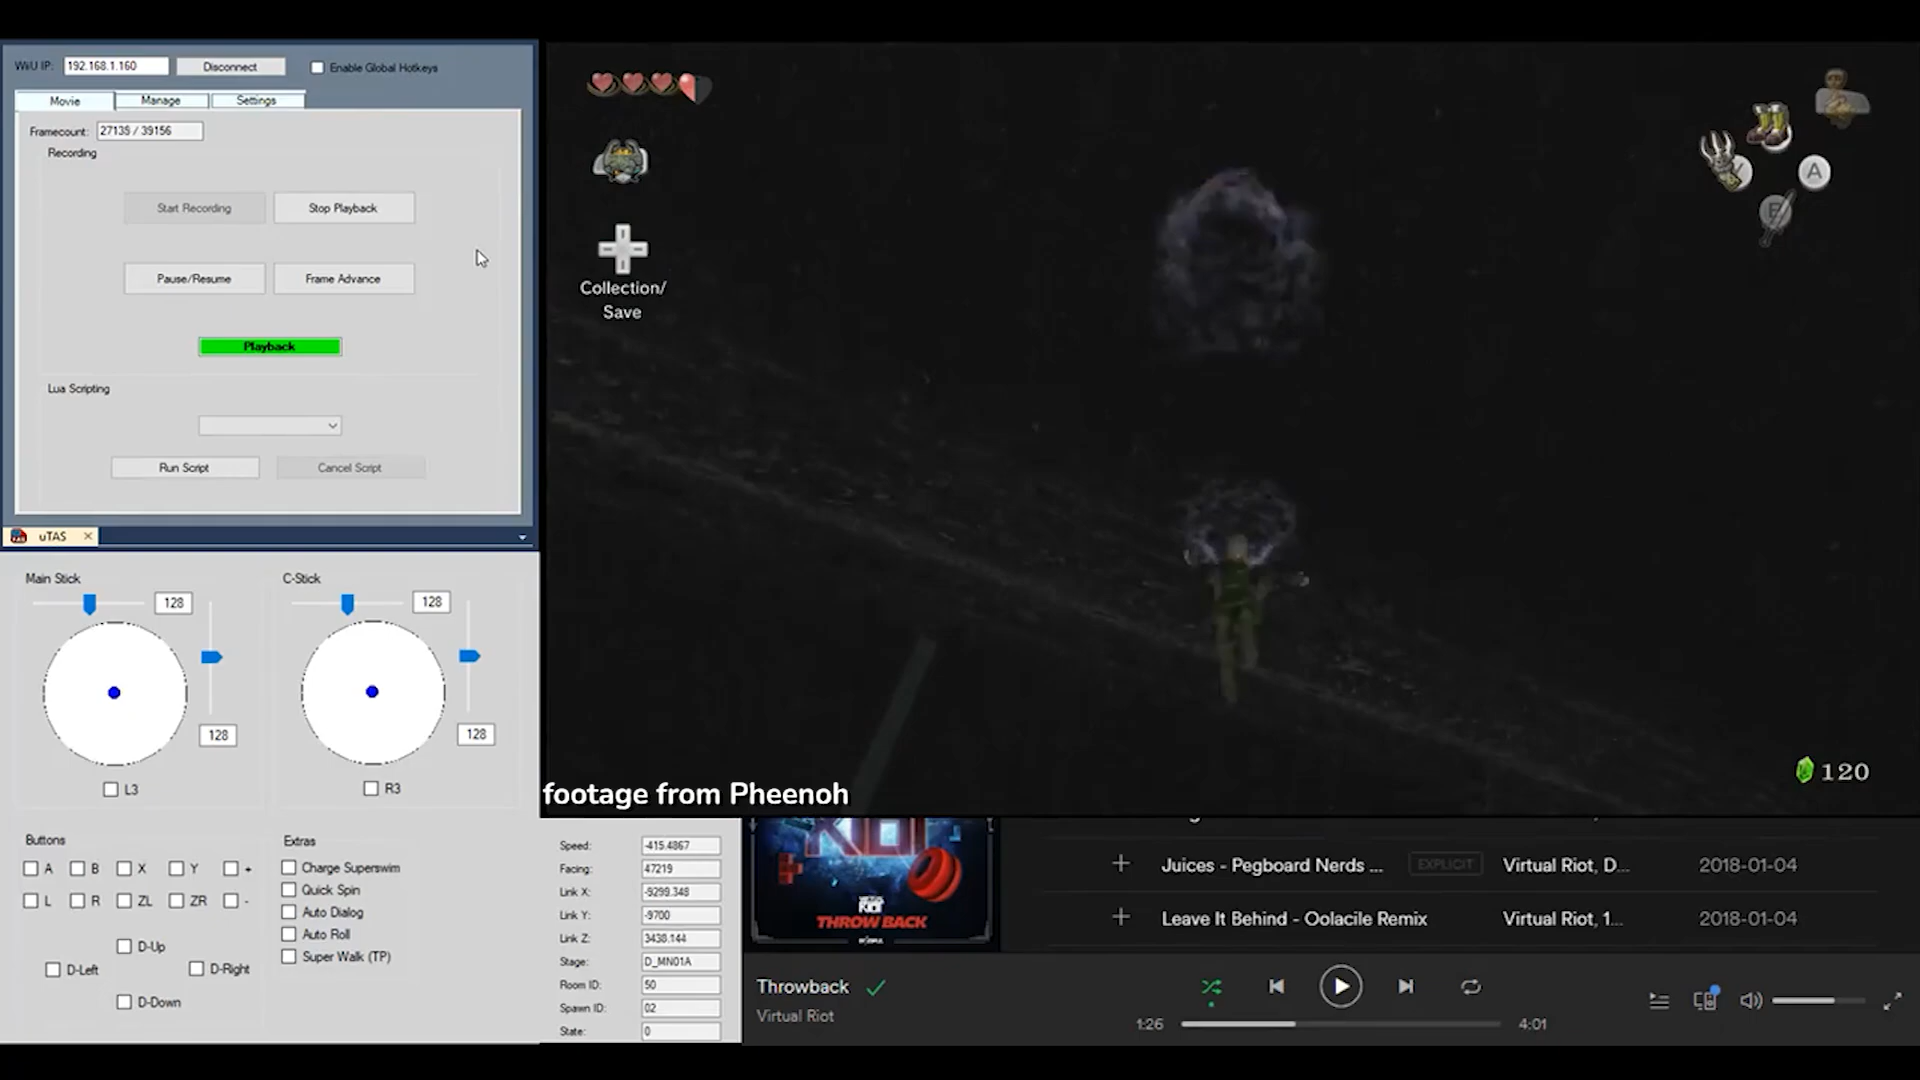 WiiU IP: 192.168.1.160 Disconnect Enable Global Hotkeys
Movie Manage Settings
Framecount: 27139 / 39156
Recording
Start Recording Stop Playback
Pause/Resume Frame Advance
Playback
Lua Scripting
Run Script Cancel Script
uTAS
Main Stick C-Stick
128 128
128 128
L3 R3
Buttons
A B X Y +
L R ZL ZR -
D-Up
D-Left D-Right
D-Down
Extras
Charge Superswim
Quick Spin
Auto Dialog
Auto Roll
Super Walk (TP)
Collection/
Save
A
120
footage from Pheenoh
Speed: -415.4867
Facing: 47219
Link X: -9299.348
Link Y: -9700
Link Z: 3438.144
Stage: D_MN01A
Room ID: 50
Spawn ID: 02
State: 0
THROW BACK
Juices - Pegboard Nerds ... EXPLICIT Virtual Riot, D... 2018-01-04
Leave It Behind - Oolacile Remix Virtual Riot, 1... 2018-01-04
Throwback
Virtual Riot
1:26 4:01